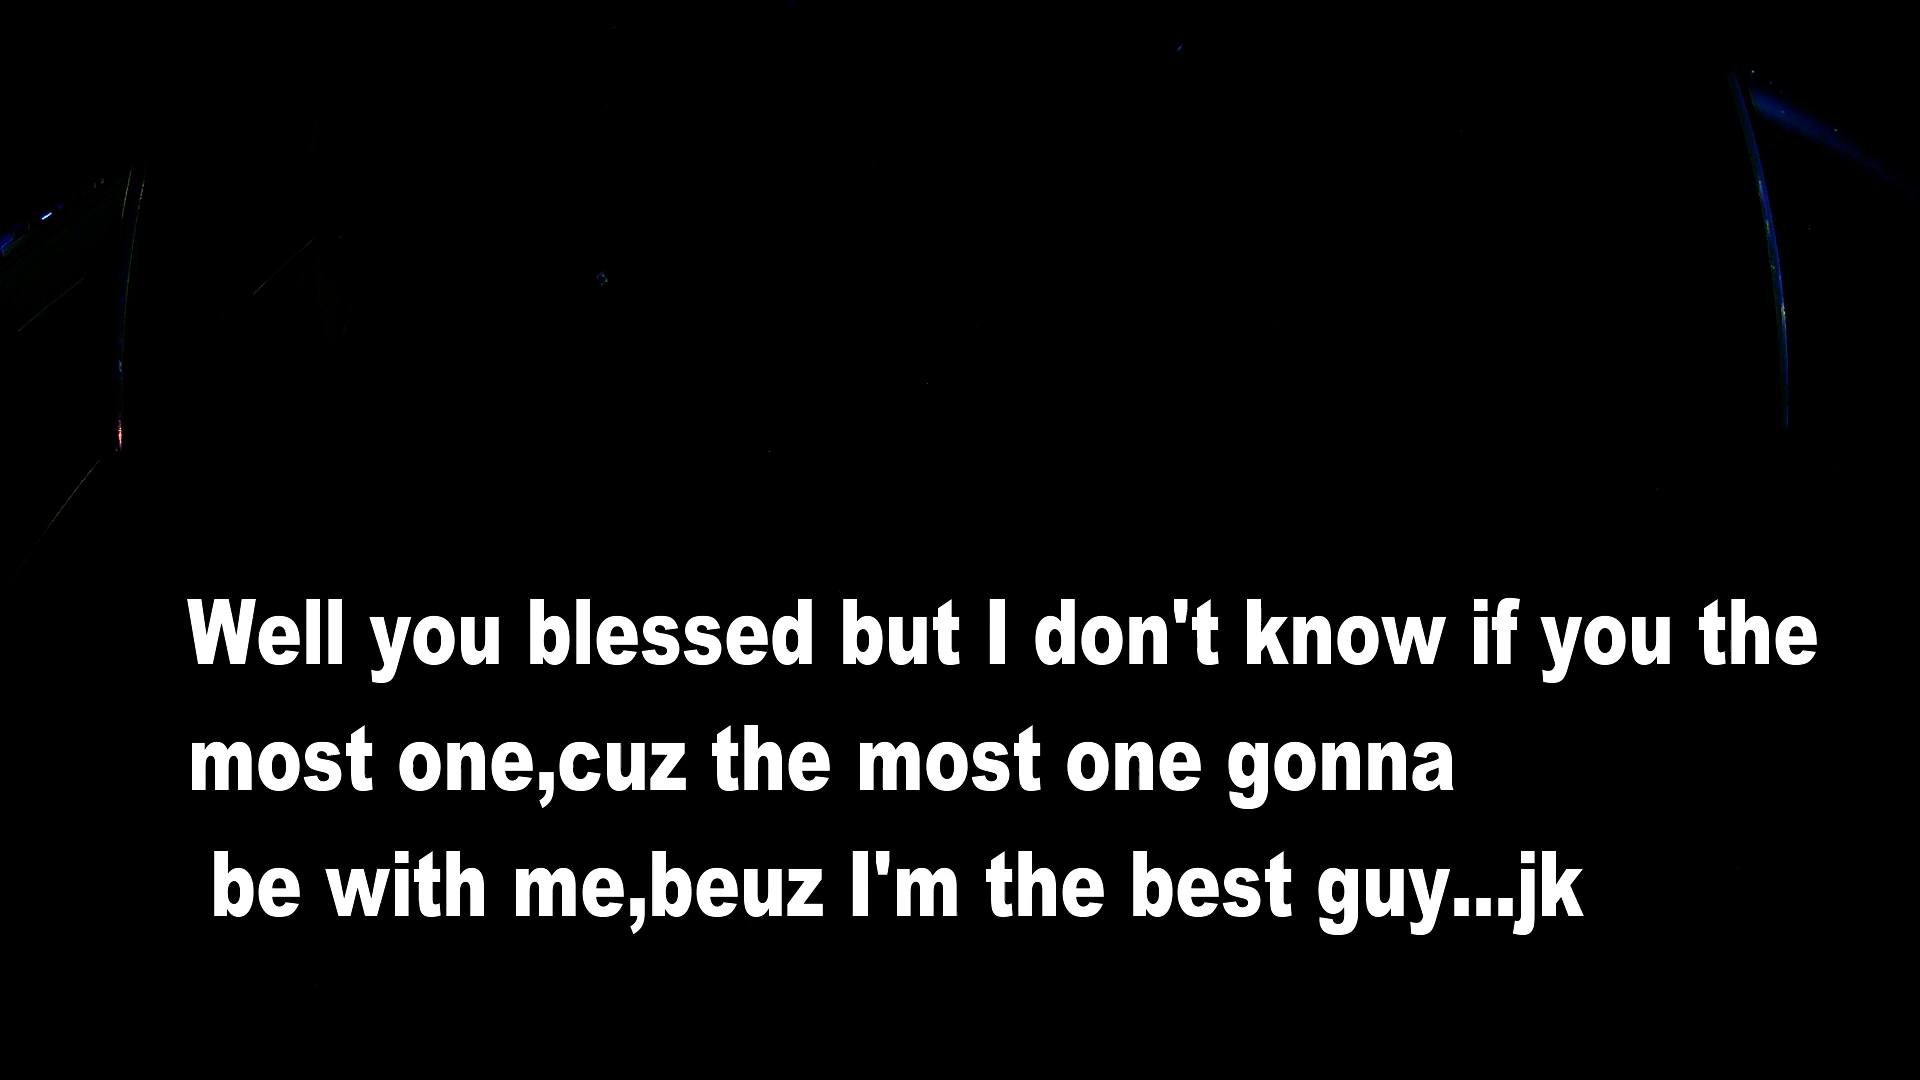 Well you blessed but I don't know if you the
most one,cuz the most one gonna
be with me,beuz I'm the best guy...jk